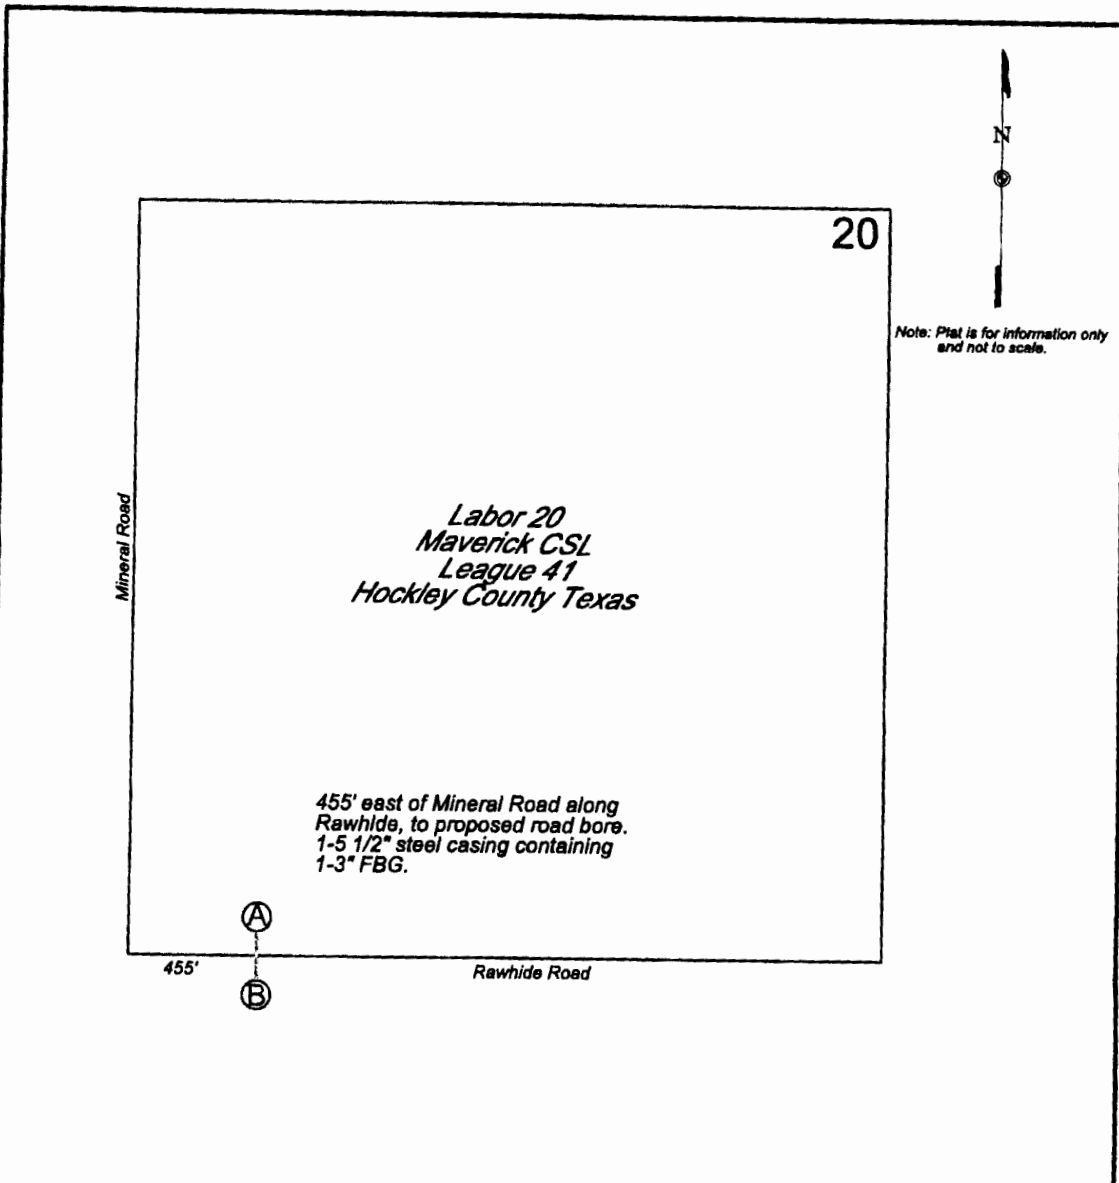 N
20
Note: Plat is for information only
and not to scale.
Mineral Road
Labor 20
Maverick CSL
League 41
Hockley County Texas
455' east of Mineral Road along
Rawhide, to proposed road bore.
1-5 1/2" steel casing containing
1-3" FBG.
A
455'
Rawhide Road
B